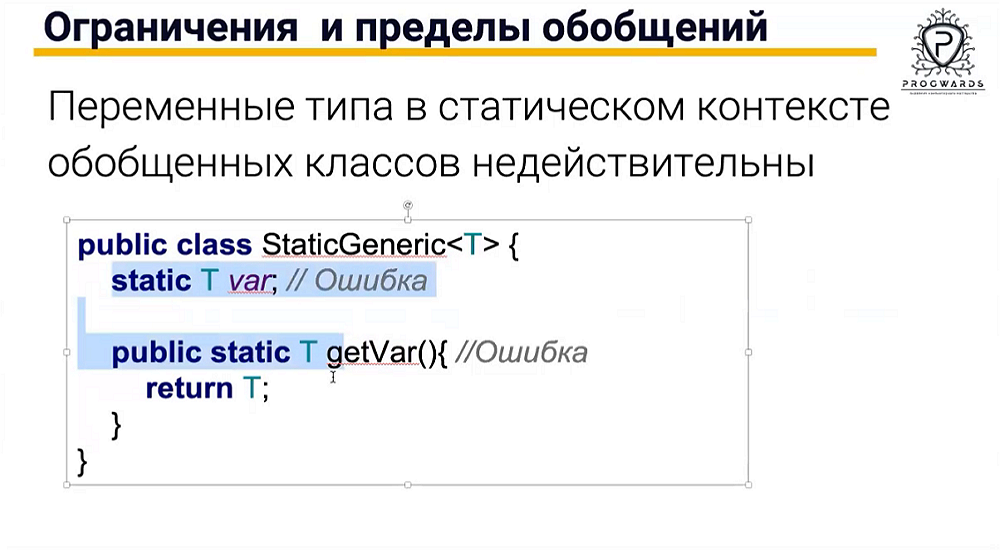 Ограничения и пределы обобщений
PROGWARDS
Переменные типа в статическом контексте
обобщенных классов недействительны
public class StaticGeneric<T> {
static T var; // Ошибка
public static T getVar(){ //Ошибка
return T;
}
}